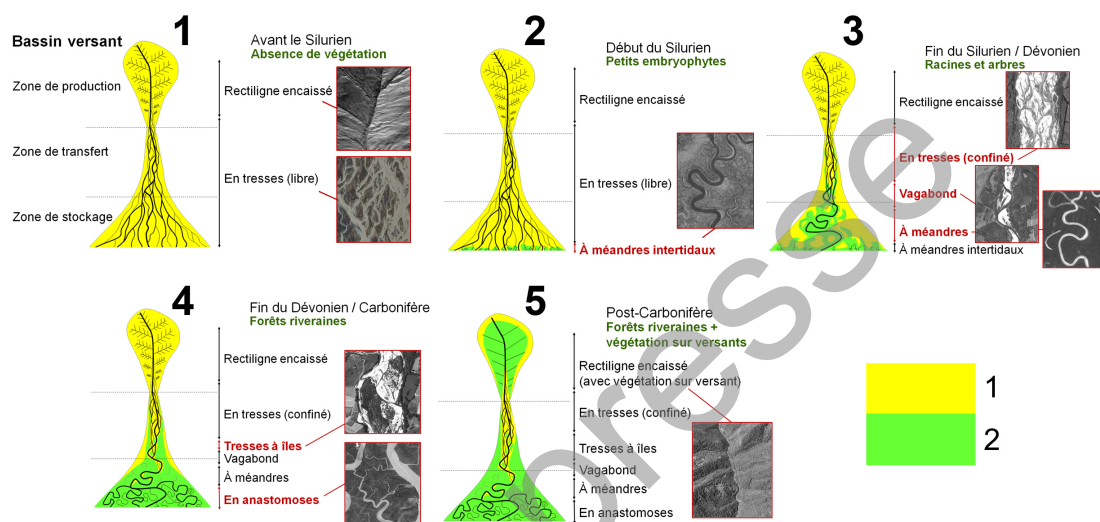 Bassin versant
Zone de production
Zone de transfert
Zone de stockage
1
Avant le Silurien
Absence de végétation
Rectiligne encaissé
En tresses (libre)
2
Début du Silurien
Petits embryophytes
Rectiligne encaissé
En tresses (libre)
À méandres intertidaux
3
Fin du Silurien / Dévonien
Racines et arbres
Rectiligne encaissé
En tresses (confiné)
Vagabond
À méandres
À méandres intertidaux
4
Fin du Dévonien / Carbonifère
Forêts riveraines
Rectiligne encaissé
En tresses (confiné)
Tresses à îles
Vagabond
À méandres
En anastomoses
5
Post-Carbonifère
Forêts riveraines +
végétation sur versants
Rectiligne encaissé
(avec végétation sur versant)
En tresses (confiné)
Tresses à îles
Vagabond
À méandres
En anastomoses
1
2